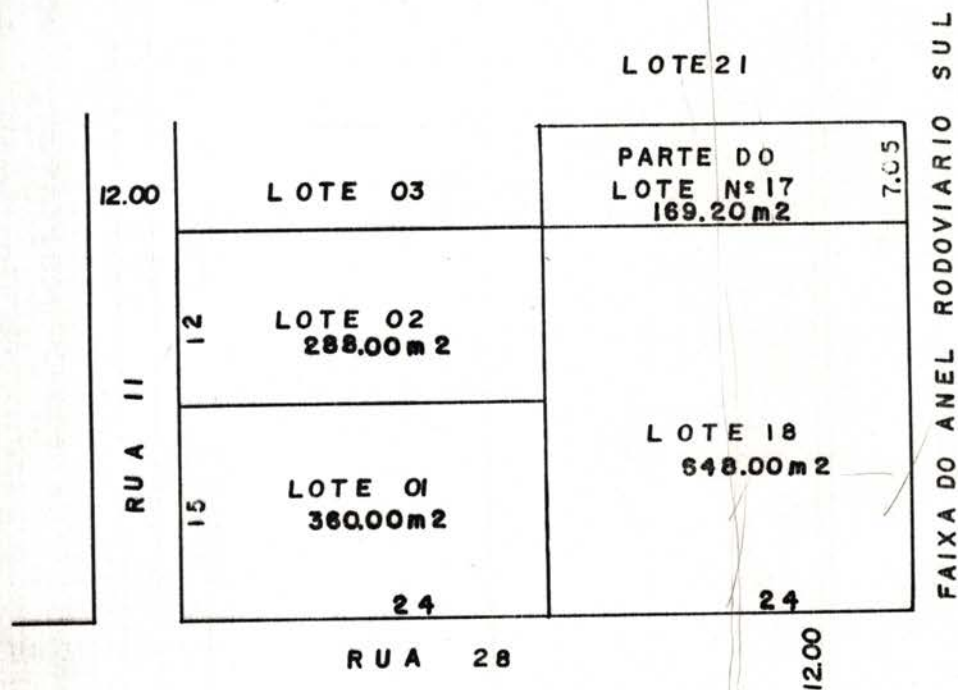 LOTE 21
PARTE DO
LOTE Nº 17
169.20m2
7.05
12.00
LOTE 03
12
LOTE 02
288.00m2
RUA 11
15
LOTE 01
360.00m2
24
LOTE 18
648.00m2
24
FAIXA DO ANEL RODOVIARIO SUL
RUA 28
12.00